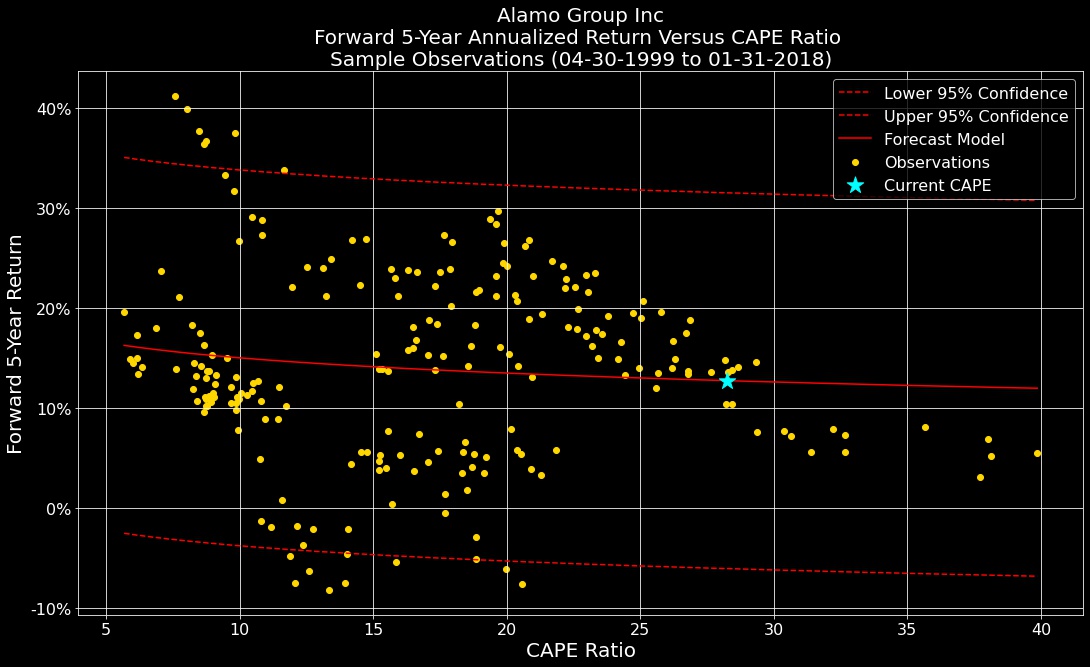 Alamo Group Inc
Forward 5-Year Annualized Return Versus CAPE Ratio
Sample Observations (04-30-1999 to 01-31-2018)
Lower 95% Confidence
Upper 95% Confidence
Forecast Model
Observations
Current CAPE
Forward 5-Year Return
40%
30%
20%
10%
0%
-10%
5 10 15 20 25 30 35 40
CAPE Ratio